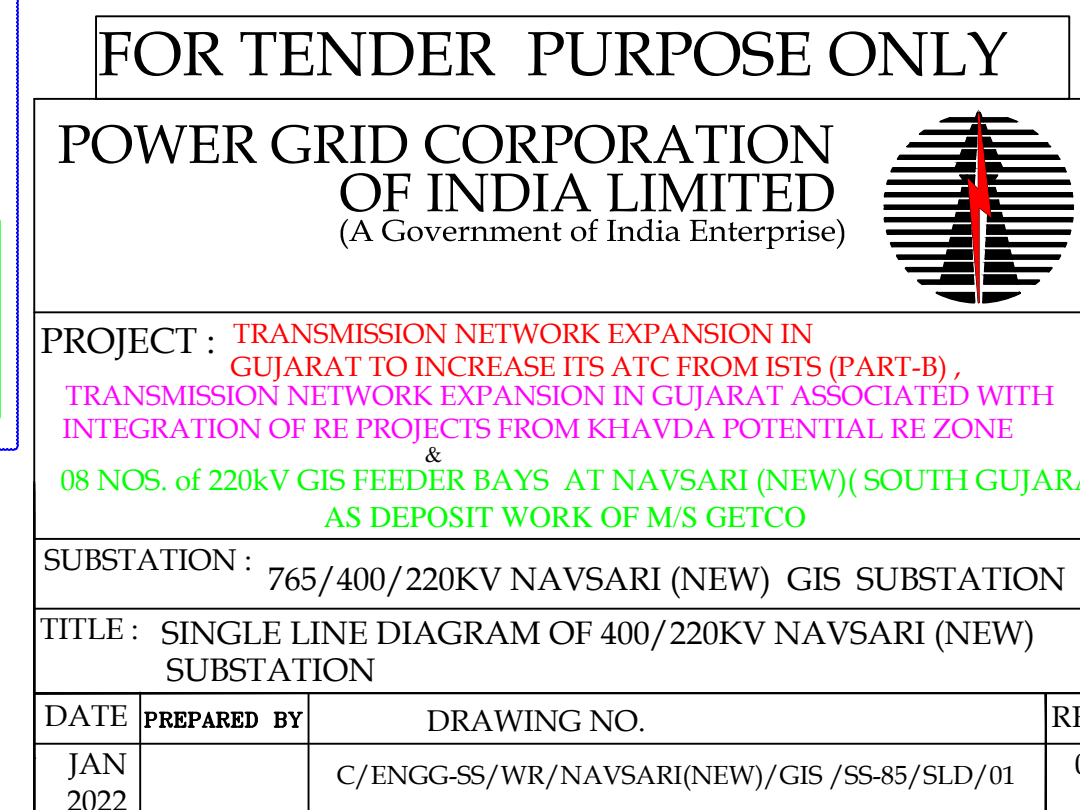 FOR TENDER PURPOSE ONLY
POWER GRID CORPORATION
OF INDIA LIMITED
(A Government of India Enterprise)
PROJECT : TRANSMISSION NETWORK EXPANSION IN
GUJARAT TO INCREASE ITS ATC FROM ISTS (PART-B) ,
TRANSMISSION NETWORK EXPANSION IN GUJARAT ASSOCIATED WITH
INTEGRATION OF RE PROJECTS FROM KHAVDA POTENTIAL RE ZONE
&
08 NOS. of 220kV GIS FEEDER BAYS AT NAVSARI (NEW)( SOUTH
AS DEPOSIT WORK OF M/S GETCO
SUBSTATION : 765/400/220KV NAVSARI (NEW) GIS SUBSTATION
TITLE : SINGLE LINE DIAGRAM OF 400/220KV NAVSARI (NEW)
SUBSTATION
DATE PREPARED BY DRAWING NO.
JAN C/ENGG-SS/WR/NAVSARI(NEW)/GIS /SS-85/SLD/01
2022